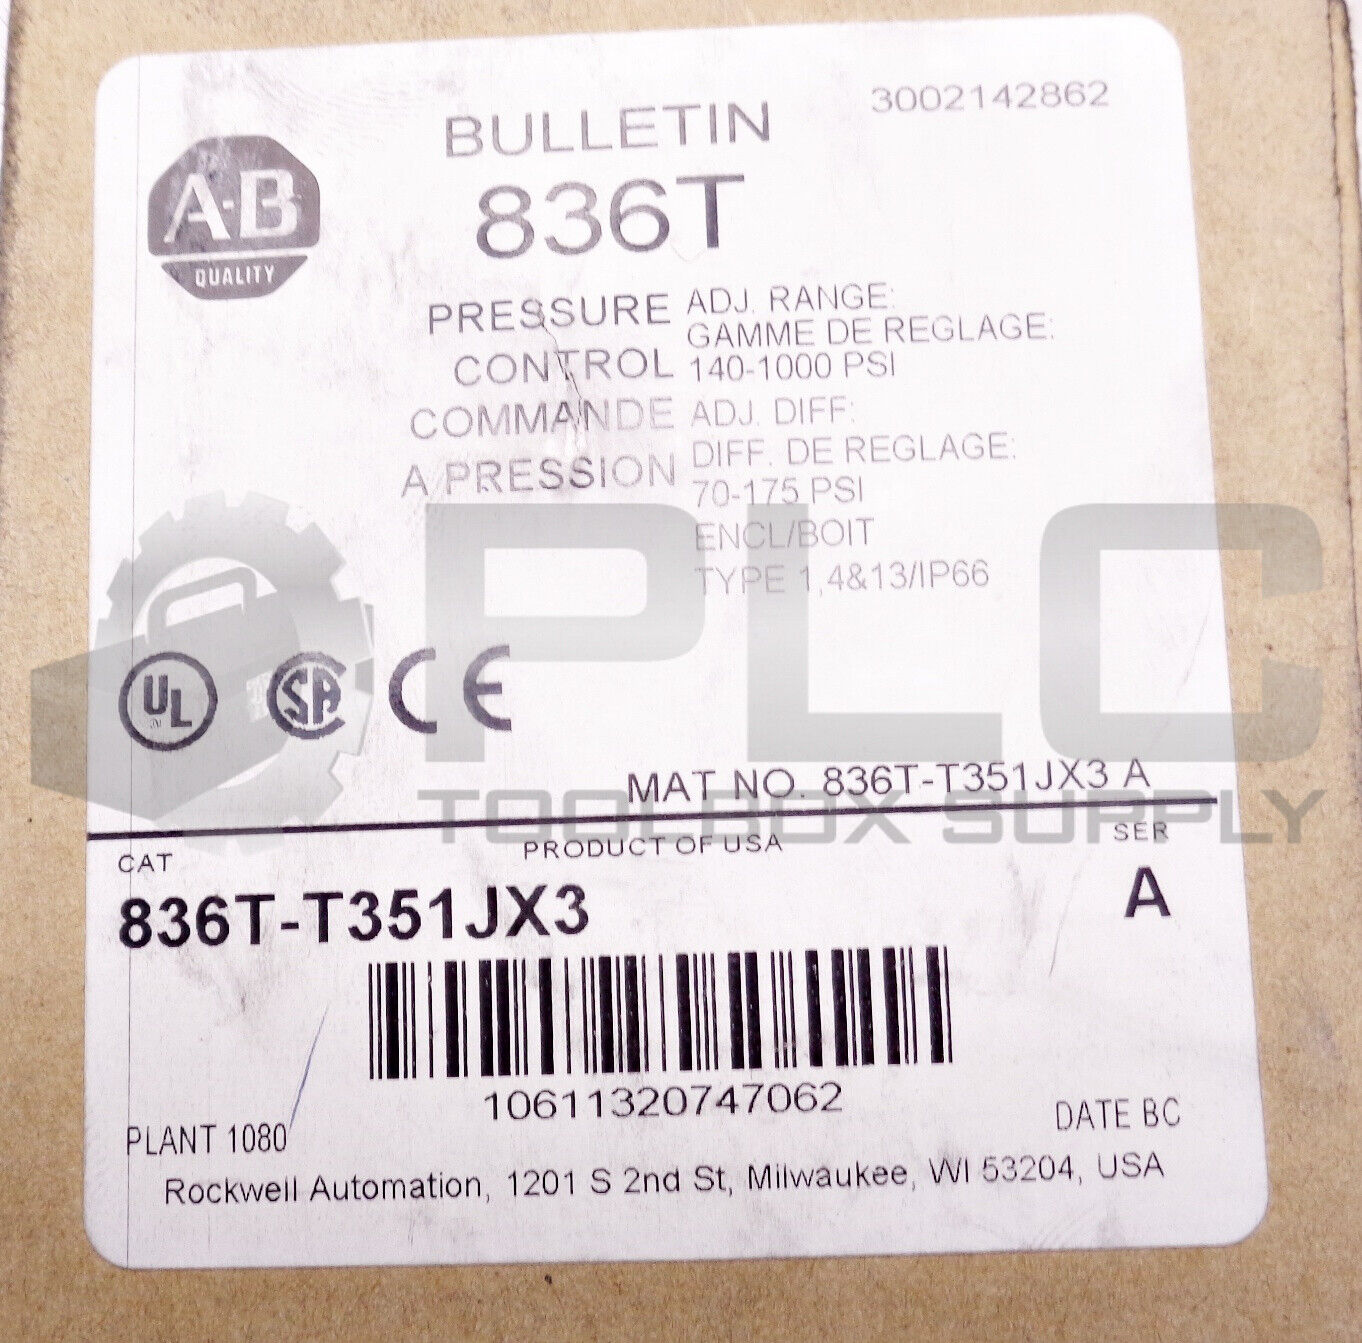 3002142862
BULLETIN
836T
A-B
QUALITY
PRESSURE
CONTROL
COMMANDE
A PRESSION
ADJ. RANGE:
GAMME DE REGLAGE:
140-1000 PSI
ADJ. DIFF:
DIFF. DE REGLAGE:
70-175 PSI
ENCL/BOIT
TYPE 1,4&13/IP66
UL
SA
CE
PLC
TOOLBOX SUPPLY
MAT NO. 836T-T351JX3 A
CAT
PRODUCT OF USA
SER
836T-T351JX3
A
10611320747062
PLANT 1080
DATE BC
Rockwell Automation, 1201 S 2nd St, Milwaukee, WI 53204, USA